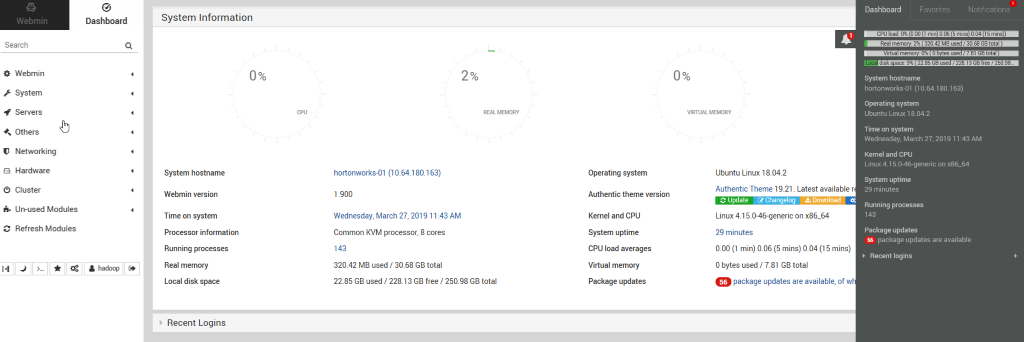 Webmin
Dashboard
Search
Webmin
System
Servers
Others
Networking
Hardware
Cluster
Un-used Modules
Refresh Modules
hadoop
System Information
0%
CPU
2%
REAL MEMORY
0%
VIRTUAL MEMORY
1
System hostname
hortonworks-01 (10.64.180.163)
Operating system
Ubuntu Linux 18.04.2
Webmin version
1.900
Authentic theme version
Authentic Theme 19.21. Latest available re
Update
Changelog
Download
Time on system
Wednesday, March 27, 2019 11:43 AM
Kernel and CPU
Linux 4.15.0-46-generic on x86_64
Processor information
Common KVM processor, 8 cores
System uptime
29 minutes
Running processes
143
CPU load averages
0.00 (1 min) 0.06 (5 mins) 0.04 (15 mins)
Real memory
320.42 MB used / 30.68 GB total
Virtual memory
0 bytes used / 7.81 GB total
Local disk space
22.85 GB used / 228.13 GB free / 250.98 GB total
Package updates
56 package updates are available, of wh
Recent Logins
Dashboard
Favorites
Notifications
1
CPU load: 0% (0.00 (1 min) 0.06 (5 mins) 0.04 (15 mins))
Real memory: 2% ( 320.42 MB used / 30.68 GB total )
Virtual memory: 0% ( 0 bytes used / 7.81 GB total )
Local disk space: 9% ( 22.85 GB used / 228.13 GB free / 250.98
System hostname
hortonworks-01 (10.64.180.163)
Operating system
Ubuntu Linux 18.04.2
Time on system
Wednesday, March 27, 2019 11:43 AM
Kernel and CPU
Linux 4.15.0-46-generic on x86_64
System uptime
29 minutes
Running processes
143
Package updates
56 package updates are available
Recent logins